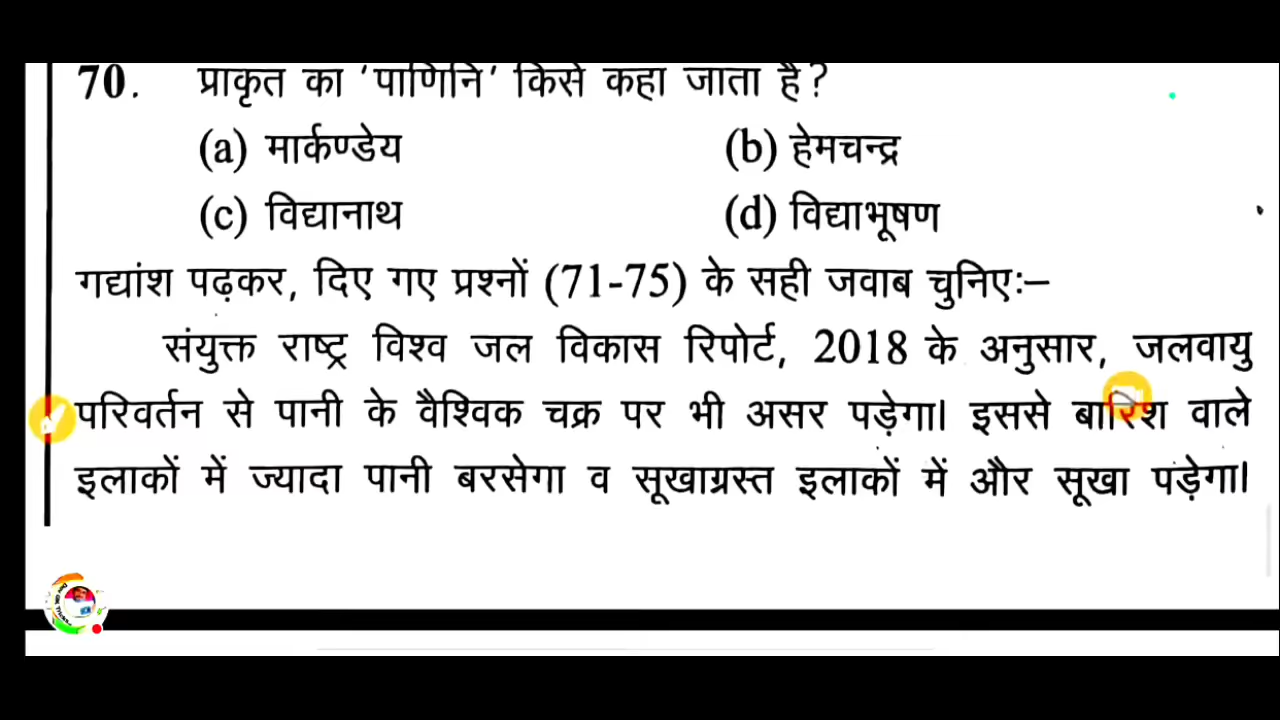 70. प्राकृत का 'पाणिनि' किसे कहा जाता है?
(a) मार्कण्डेय (b) हेमचन्द्र
(c) विद्यानाथ (d) विद्याभूषण
गद्यांश पढ़कर, दिए गए प्रश्नों (71-75) के सही जवाब चुनिएः–
संयुक्त राष्ट्र विश्व जल विकास रिपोर्ट, 2018 के अनुसार, जलवायु
परिवर्तन से पानी के वैश्विक चक्र पर भी असर पड़ेगा। इससे बारिश वाले
इलाकों में ज्यादा पानी बरसेगा व सूखाग्रस्त इलाकों में और सूखा पड़ेगा।